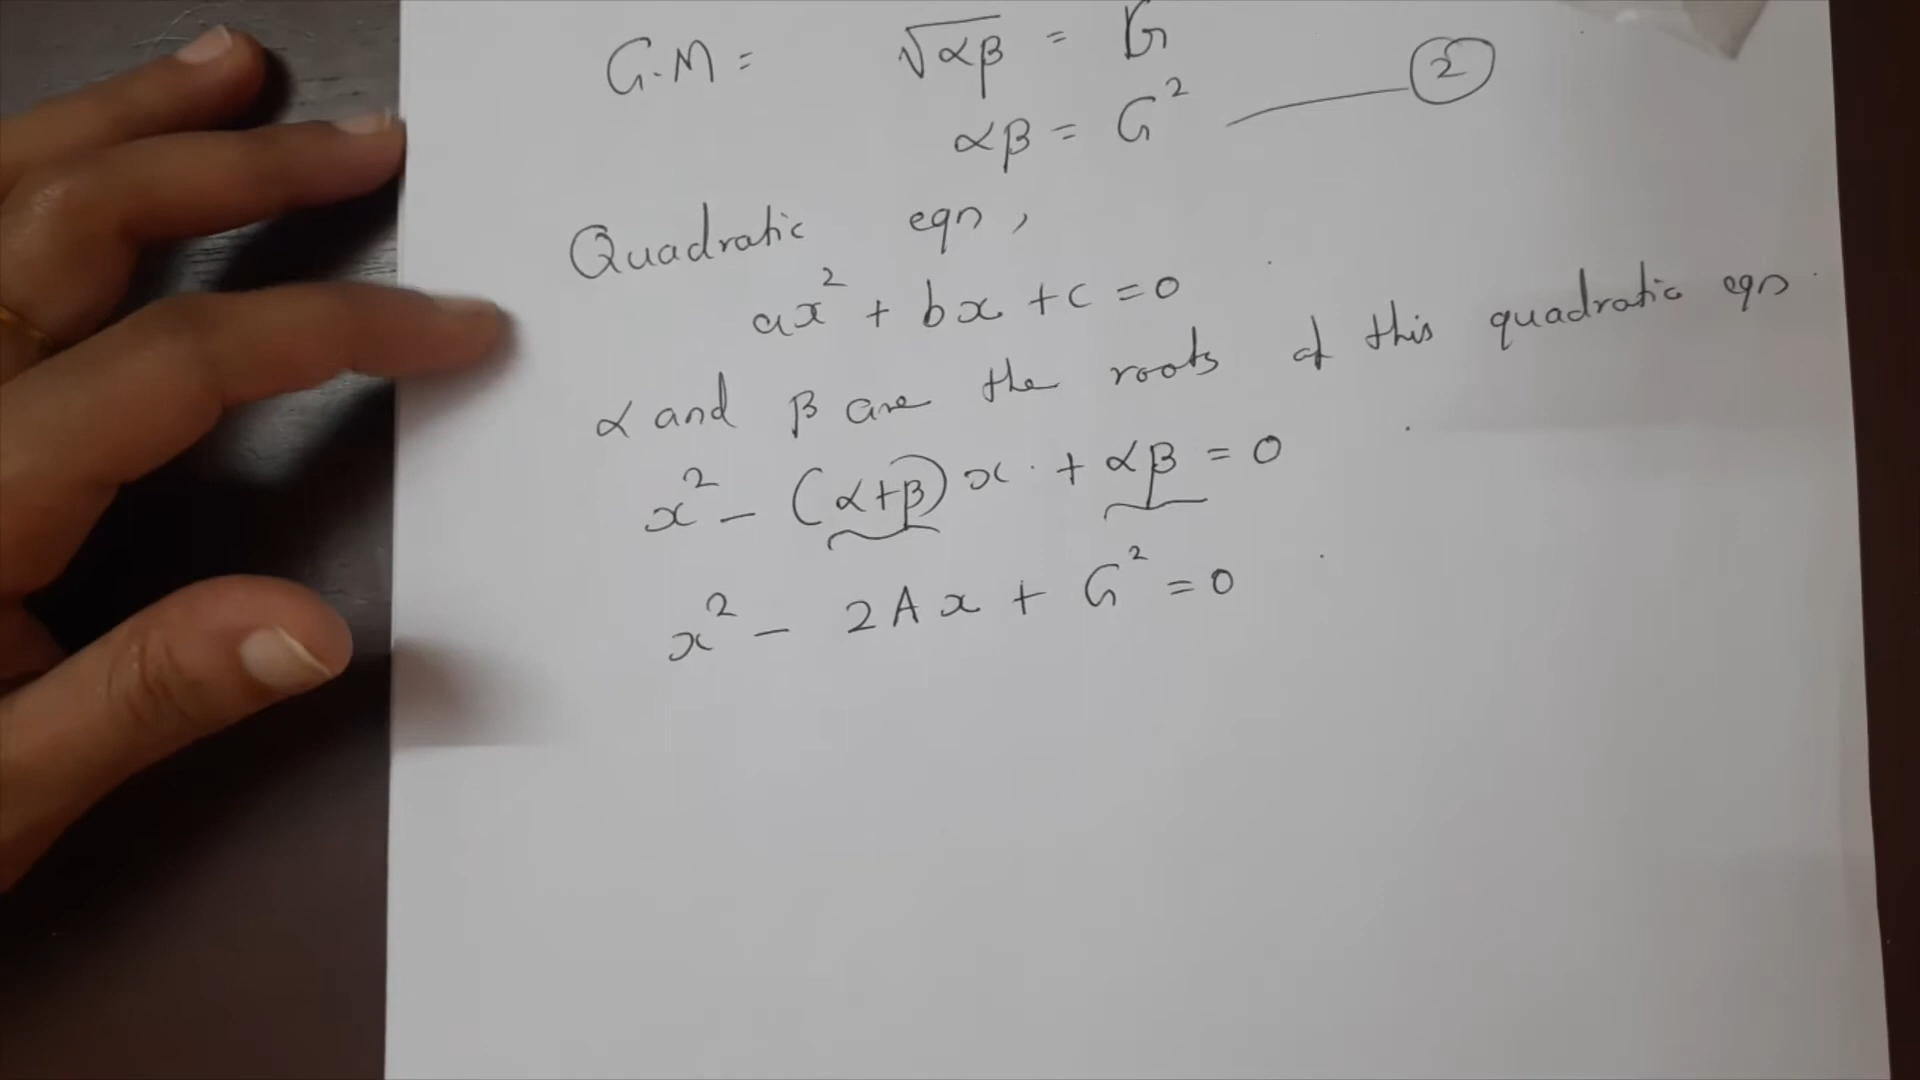 G.M = √αβ = G
αβ = G² —— ②
Quadratic eqn,
ax² + bx + c = 0
α and β are the roots of this quadratic eqn
x² - (α+β)x + αβ = 0
x² - 2Ax + G² = 0